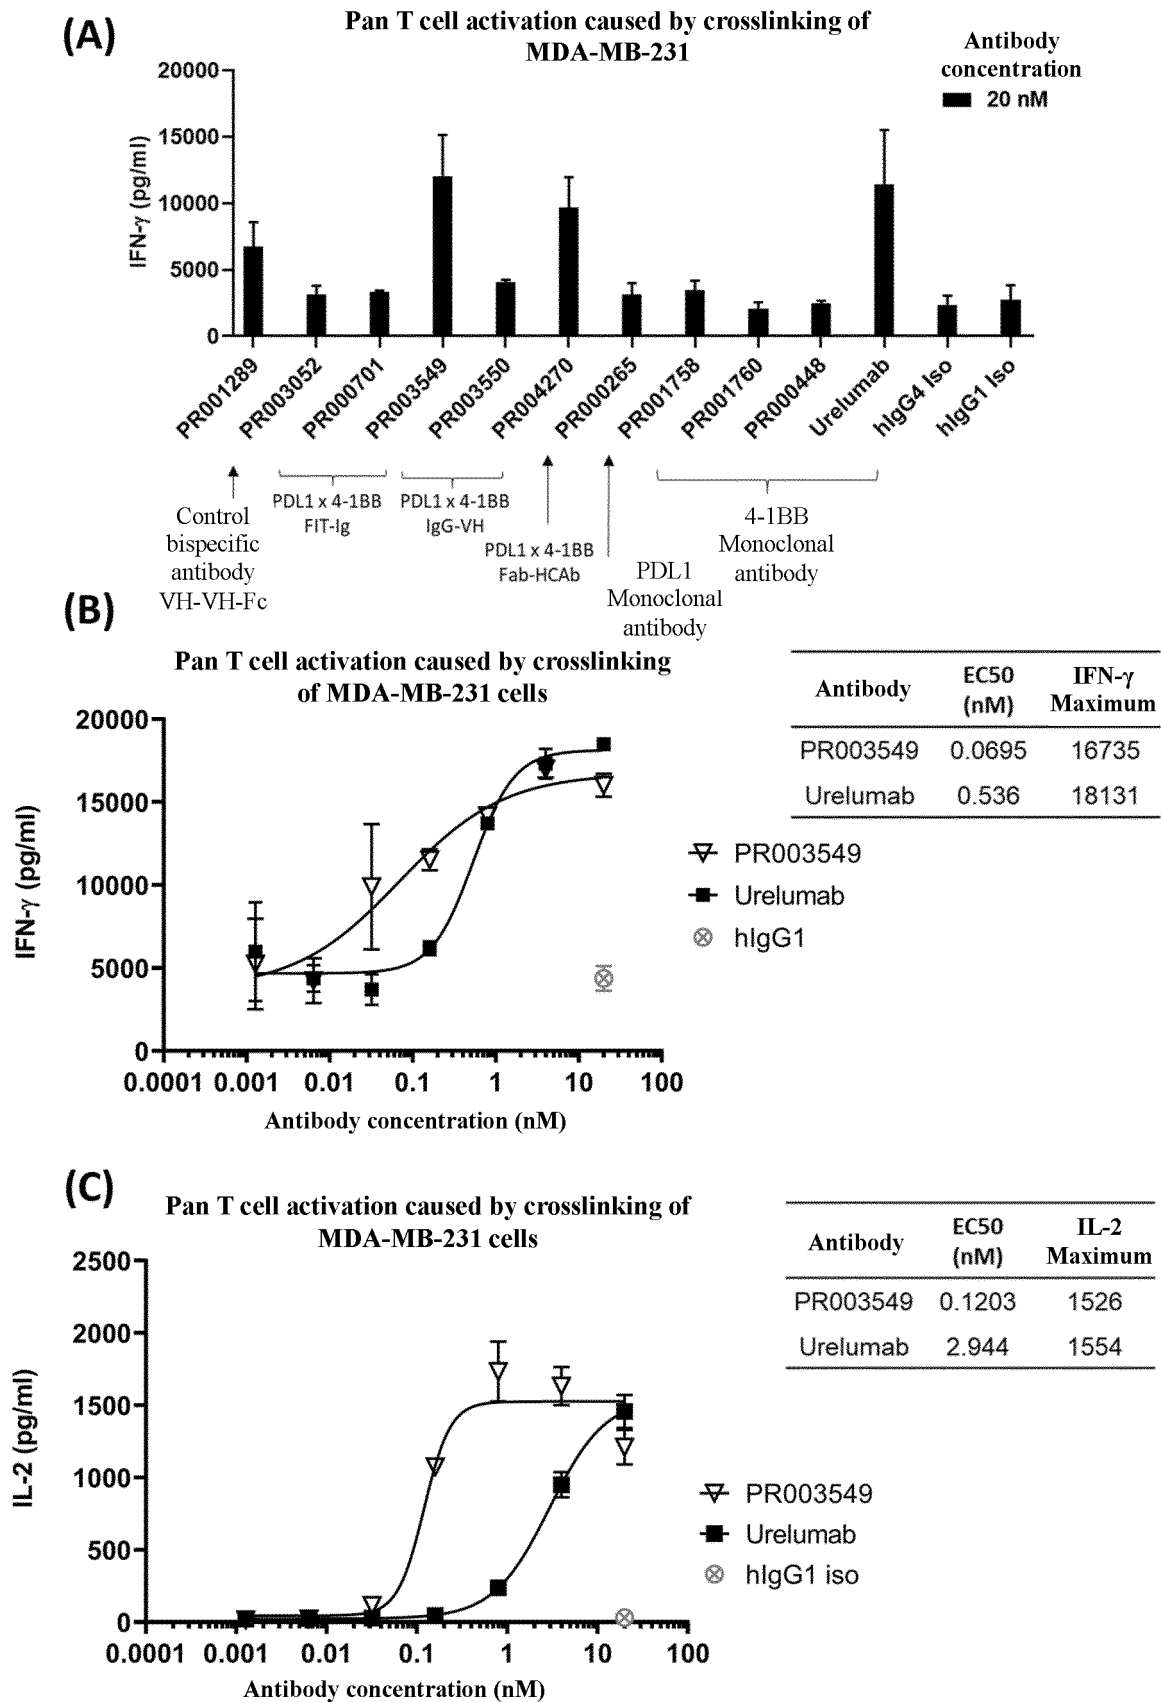 (A)
Pan T cell activation caused by crosslinking of
MDA-MB-231
Antibody
concentration
20 nM
IFN-γ (pg/ml)
20000
15000
10000
5000
0
PR001289
PR003052
PR000701
PR003549
PR003550
PR004270
PR000265
PR001758
PR001760
PR000448
Urelumab
hIgG4 Iso
hIgG1 Iso
Control
bispecific
antibody
VH-VH-Fc
PDL1 x 4-1BB
FIT-Ig
PDL1 x 4-1BB
IgG-VH
PDL1 x 4-1BB
Fab-HCAb
PDL1
Monoclonal
antibody
4-1BB
Monoclonal
antibody
(B)
Pan T cell activation caused by crosslinking
of MDA-MB-231 cells
IFN-γ (pg/ml)
20000
15000
10000
5000
0
0.0001 0.001 0.01 0.1 1 10 100
Antibody concentration (nM)
Antibody EC50 (nM) IFN-γ Maximum
PR003549 0.0695 16735
Urelumab 0.536 18131
PR003549
Urelumab
hIgG1
(C)
Pan T cell activation caused by crosslinking of
MDA-MB-231 cells
IL-2 (pg/ml)
2500
2000
1500
1000
500
0
0.0001 0.001 0.01 0.1 1 10 100
Antibody concentration (nM)
Antibody EC50 (nM) IL-2 Maximum
PR003549 0.1203 1526
Urelumab 2.944 1554
PR003549
Urelumab
hIgG1 iso